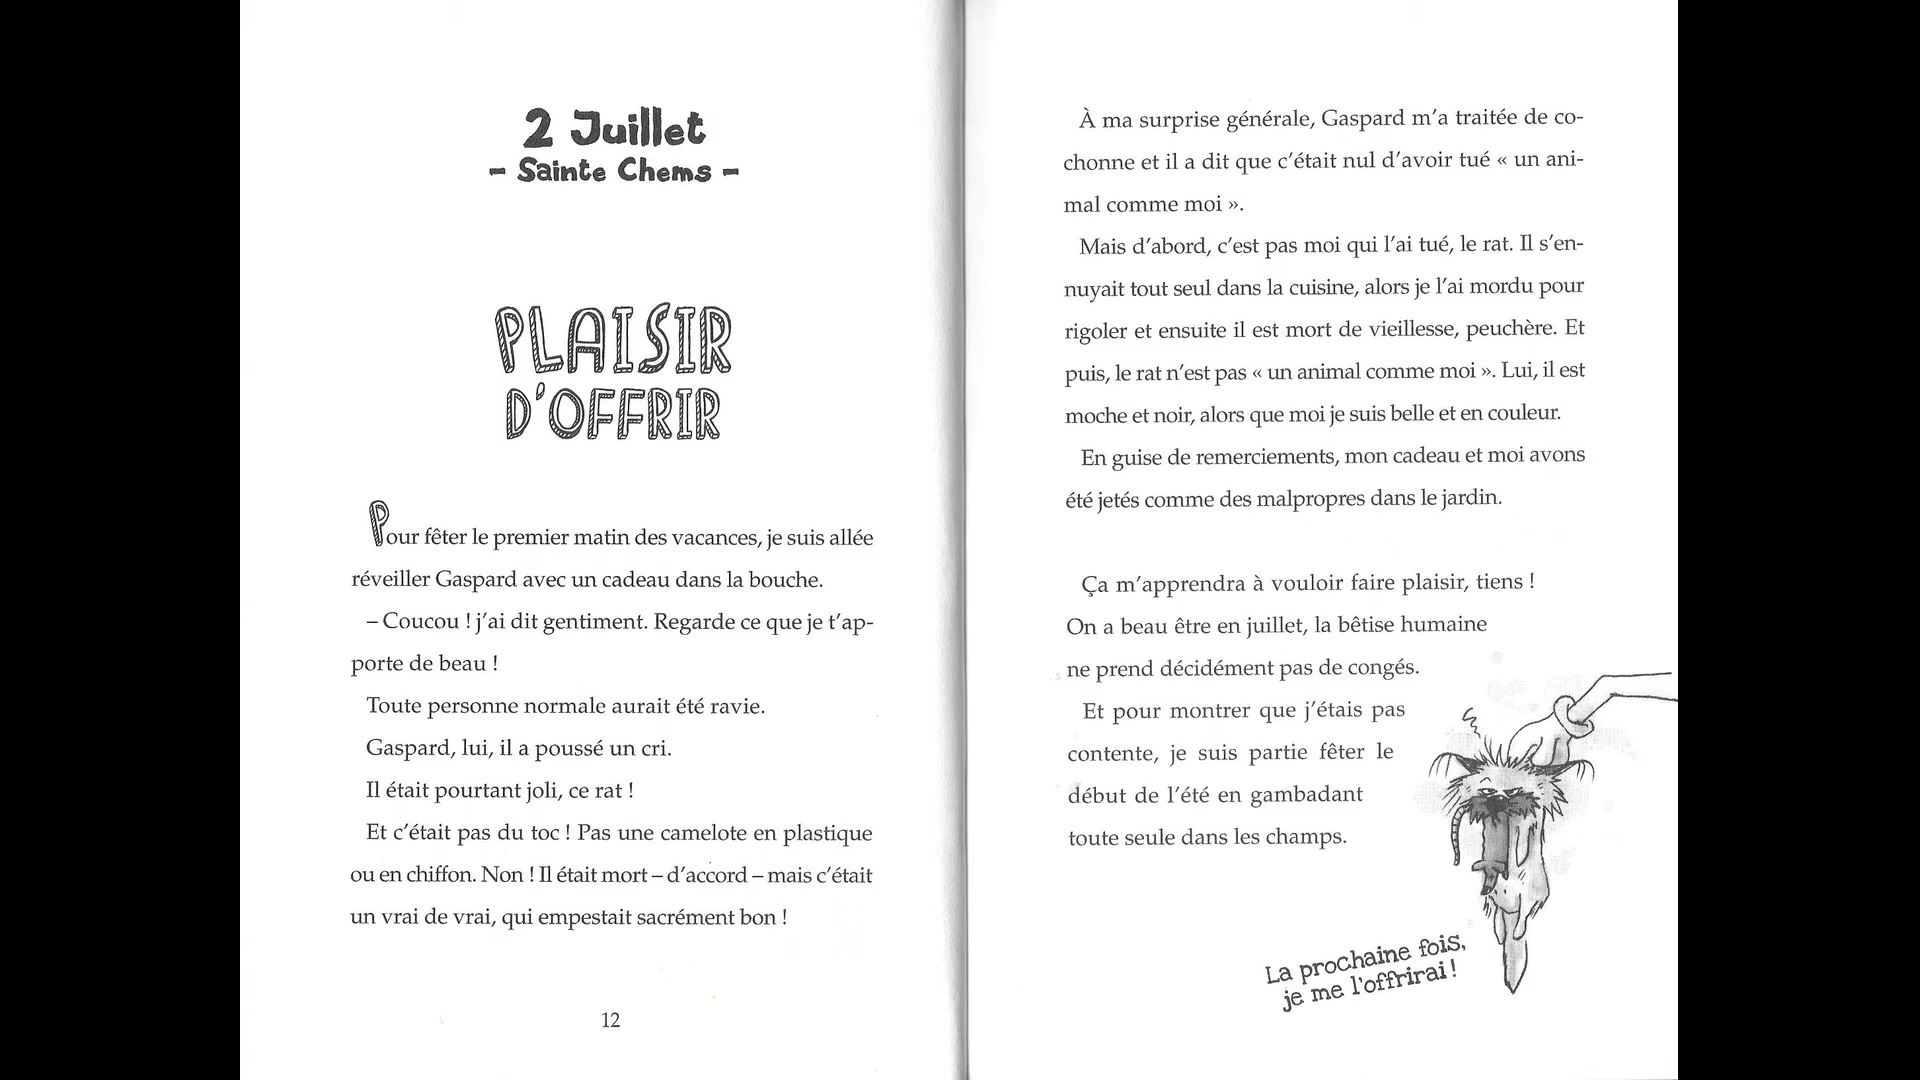 2 Juillet
- Sainte Chems -
PLAISIR
D'OFFRIR
Pour fêter le premier matin des vacances, je suis allée
réveiller Gaspard avec un cadeau dans la bouche.
– Coucou ! j'ai dit gentiment. Regarde ce que je t'ap-
porte de beau !
Toute personne normale aurait été ravie.
Gaspard, lui, il a poussé un cri.
Il était pourtant joli, ce rat !
Et c'était pas du toc ! Pas une camelote en plastique
ou en chiffon. Non ! Il était mort – d'accord – mais c'était
un vrai de vrai, qui empestait sacrément bon !
12
À ma surprise générale, Gaspard m'a traitée de co-
chonne et il a dit que c'était nul d'avoir tué « un ani-
mal comme moi ».
Mais d'abord, c'est pas moi qui l'ai tué, le rat. Il s'en-
nuyait tout seul dans la cuisine, alors je l'ai mordu pour
rigoler et ensuite il est mort de vieillesse, peuchère. Et
puis, le rat n'est pas « un animal comme moi ». Lui, il est
moche et noir, alors que moi je suis belle et en couleur.
En guise de remerciements, mon cadeau et moi avons
été jetés comme des malpropres dans le jardin.
Ça m'apprendra à vouloir faire plaisir, tiens !
On a beau être en juillet, la bêtise humaine
ne prend décidément pas de congés.
Et pour montrer que j'étais pas
contente, je suis partie fêter le
début de l'été en gambadant
toute seule dans les champs.
La prochaine fois,
je me l'offrirai !